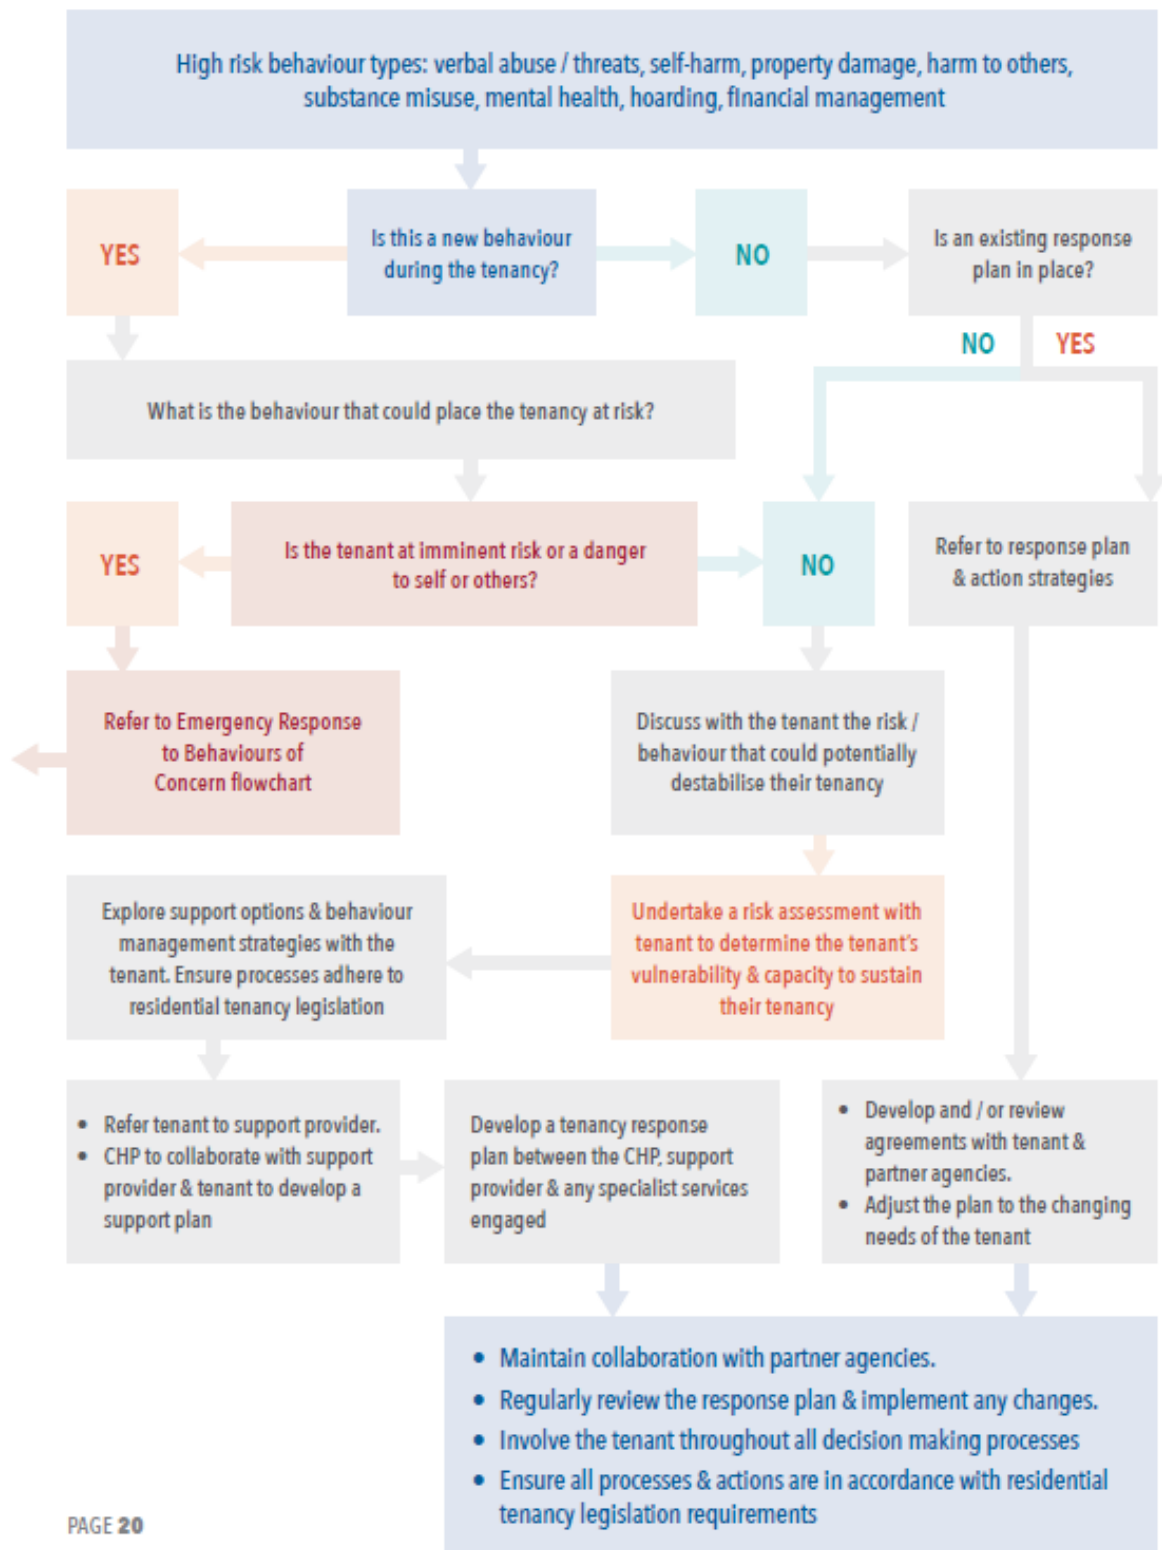 High risk behaviour types: verbal abuse / threats, self-harm, property damage, harm to others,
substance misuse, mental health, hoarding, financial management
YES
Is this a new behaviour
during the tenancy?
NO
Is an existing response
plan in place?
NO
YES
What is the behaviour that could place the tenancy at risk?
YES
Is the tenant at imminent risk or a danger
to self or others?
NO
Refer to response plan
& action strategies
Refer to Emergency Response
to Behaviours of
Concern flowchart
Discuss with the tenant the risk /
behaviour that could potentially
destabilise their tenancy
Explore support options & behaviour
management strategies with the
tenant. Ensure processes adhere to
residential tenancy legislation
Undertake a risk assessment with
tenant to determine the tenant's
vulnerability & capacity to sustain
their tenancy
• Refer tenant to support provider.
• CHP to collaborate with support
provider & tenant to develop a
support plan
Develop a tenancy response
plan between the CHP, support
provider & any specialist services
engaged
• Develop and / or review
agreements with tenant &
partner agencies.
• Adjust the plan to the changing
needs of the tenant
• Maintain collaboration with partner agencies.
• Regularly review the response plan & implement any changes.
• Involve the tenant throughout all decision making processes
• Ensure all processes & actions are in accordance with residential
tenancy legislation requirements
PAGE 20